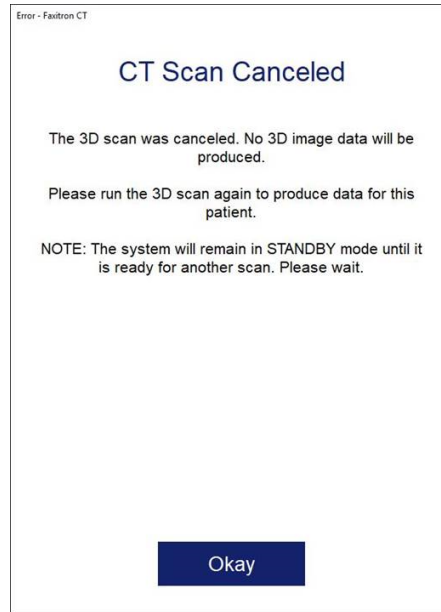 Error - Faxitron CT
CT Scan Canceled
The 3D scan was canceled. No 3D image data will be
produced.
Please run the 3D scan again to produce data for this
patient.
NOTE: The system will remain in STANDBY mode until it
is ready for another scan. Please wait.
Okay